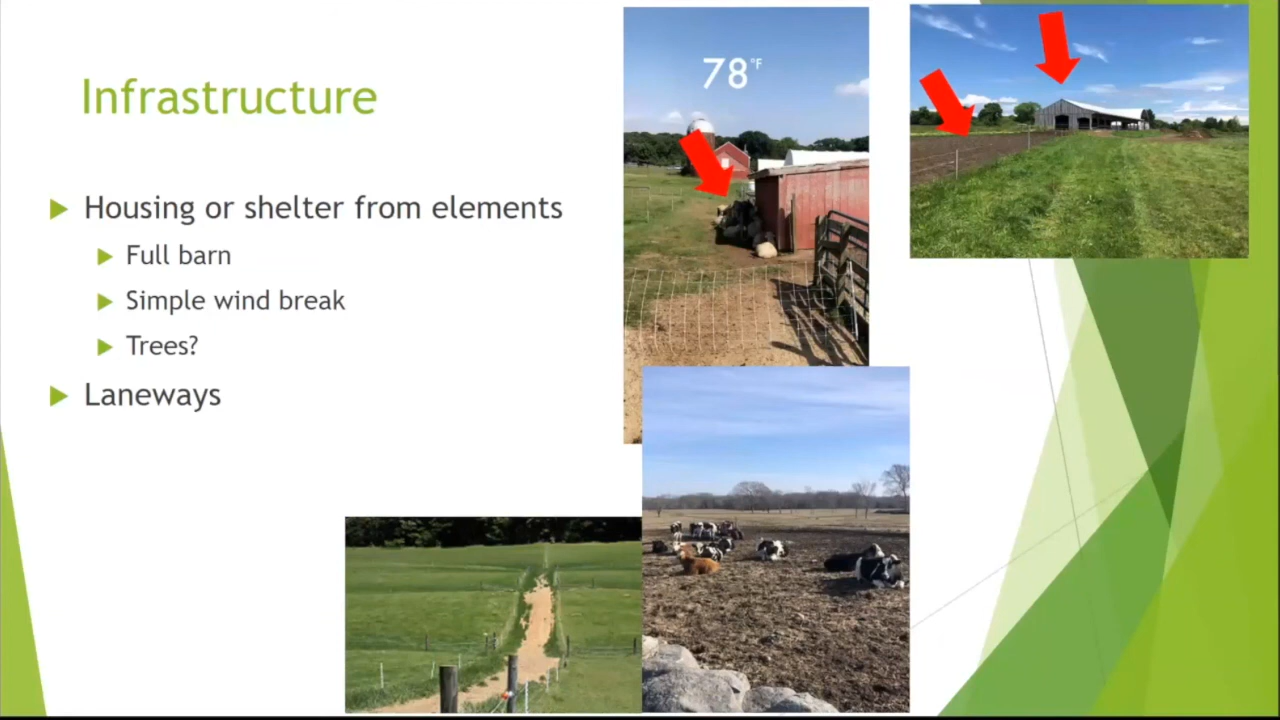 Infrastructure
Housing or shelter from elements
Full barn
Simple wind break
Trees?
Laneways
78°F